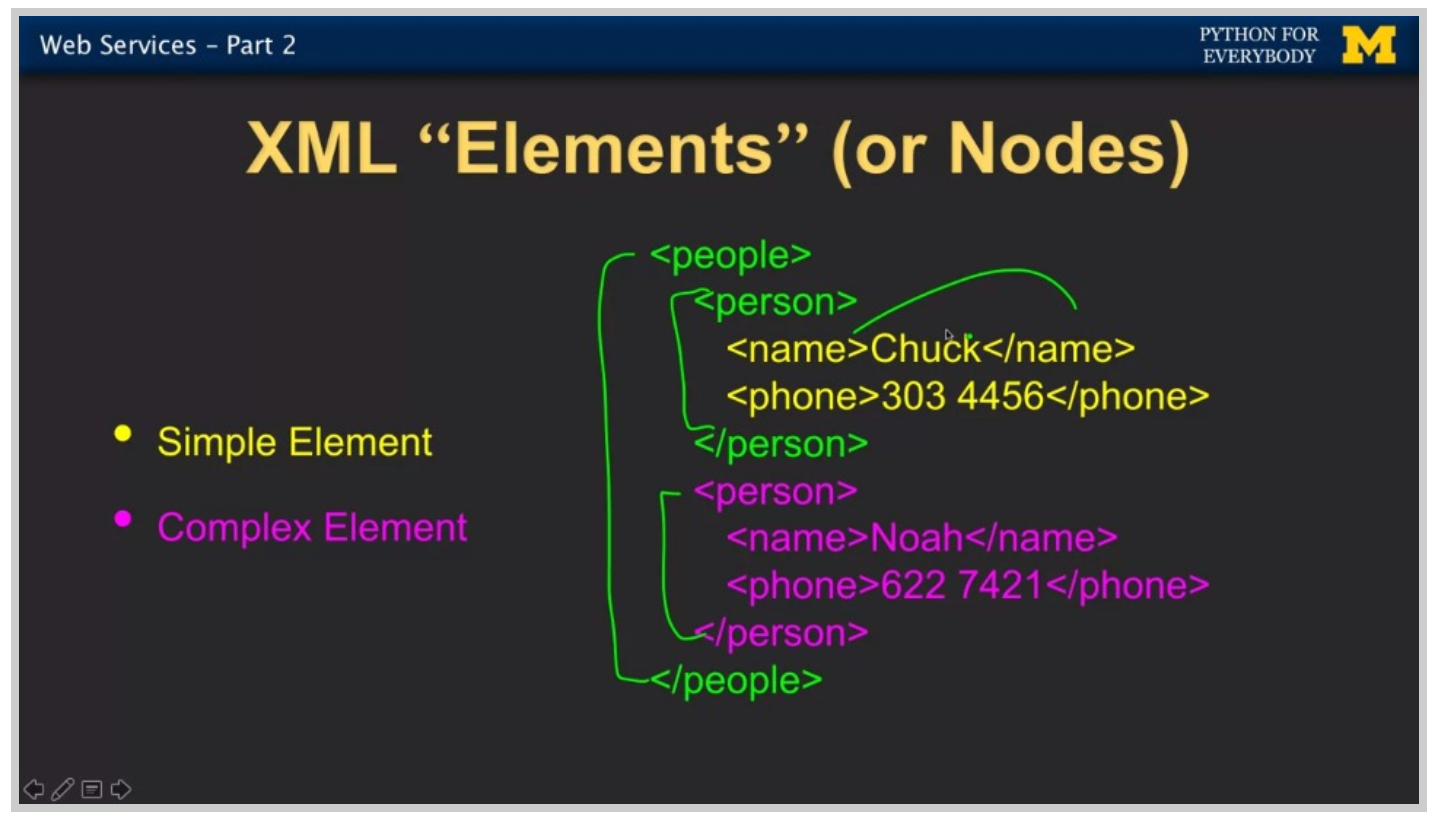 Web Services – Part 2
PYTHON FOR
EVERYBODY
M
XML “Elements” (or Nodes)
<people>
<person>
<name>Chuck</name>
<phone>303 4456</phone>
</person>
<person>
<name>Noah</name>
<phone>622 7421</phone>
</person>
</people>
• Simple Element
• Complex Element